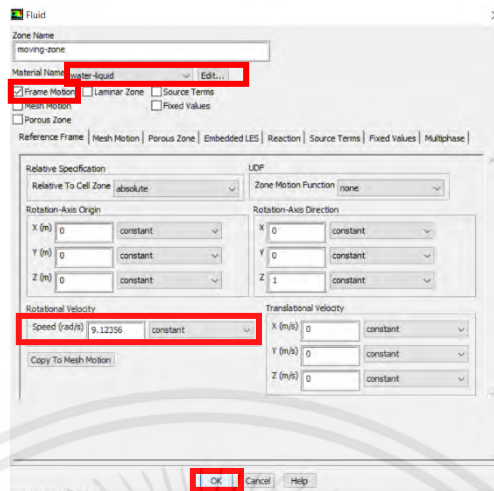 Fluid
Zone Name
moving-zone
Material Name water-liquid Edit...
Frame Motion Laminar Zone Source Terms
Mesh Motion Fixed Values
Porous Zone
Reference Frame Mesh Motion Porous Zone Embedded LES Reaction Source Terms Fixed Values Multiphase
Relative Specification UDF
Relative To Cell Zone absolute Zone Motion Function none
Rotation-Axis Origin Rotation-Axis Direction
X (m) 0 constant X 0 constant
Y (m) 0 constant Y 0 constant
Z (m) 0 constant Z 1 constant
Rotational Velocity Translational Velocity
Speed (rad/s) 9.12356 constant X (m/s) 0 constant
Copy To Mesh Motion Y (m/s) 0 constant
Z (m/s) 0 constant
OK Cancel Help